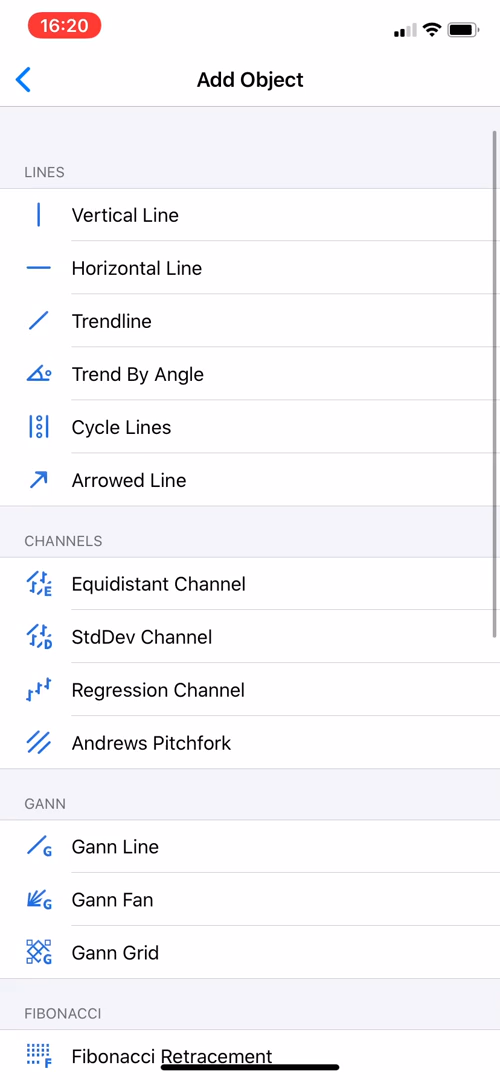 16:20
Add Object
LINES
Vertical Line
Horizontal Line
Trendline
Trend By Angle
Cycle Lines
Arrowed Line
CHANNELS
E Equidistant Channel
D StdDev Channel
Regression Channel
Andrews Pitchfork
GANN
G Gann Line
G Gann Fan
G Gann Grid
FIBONACCI
F Fibonacci Retracement